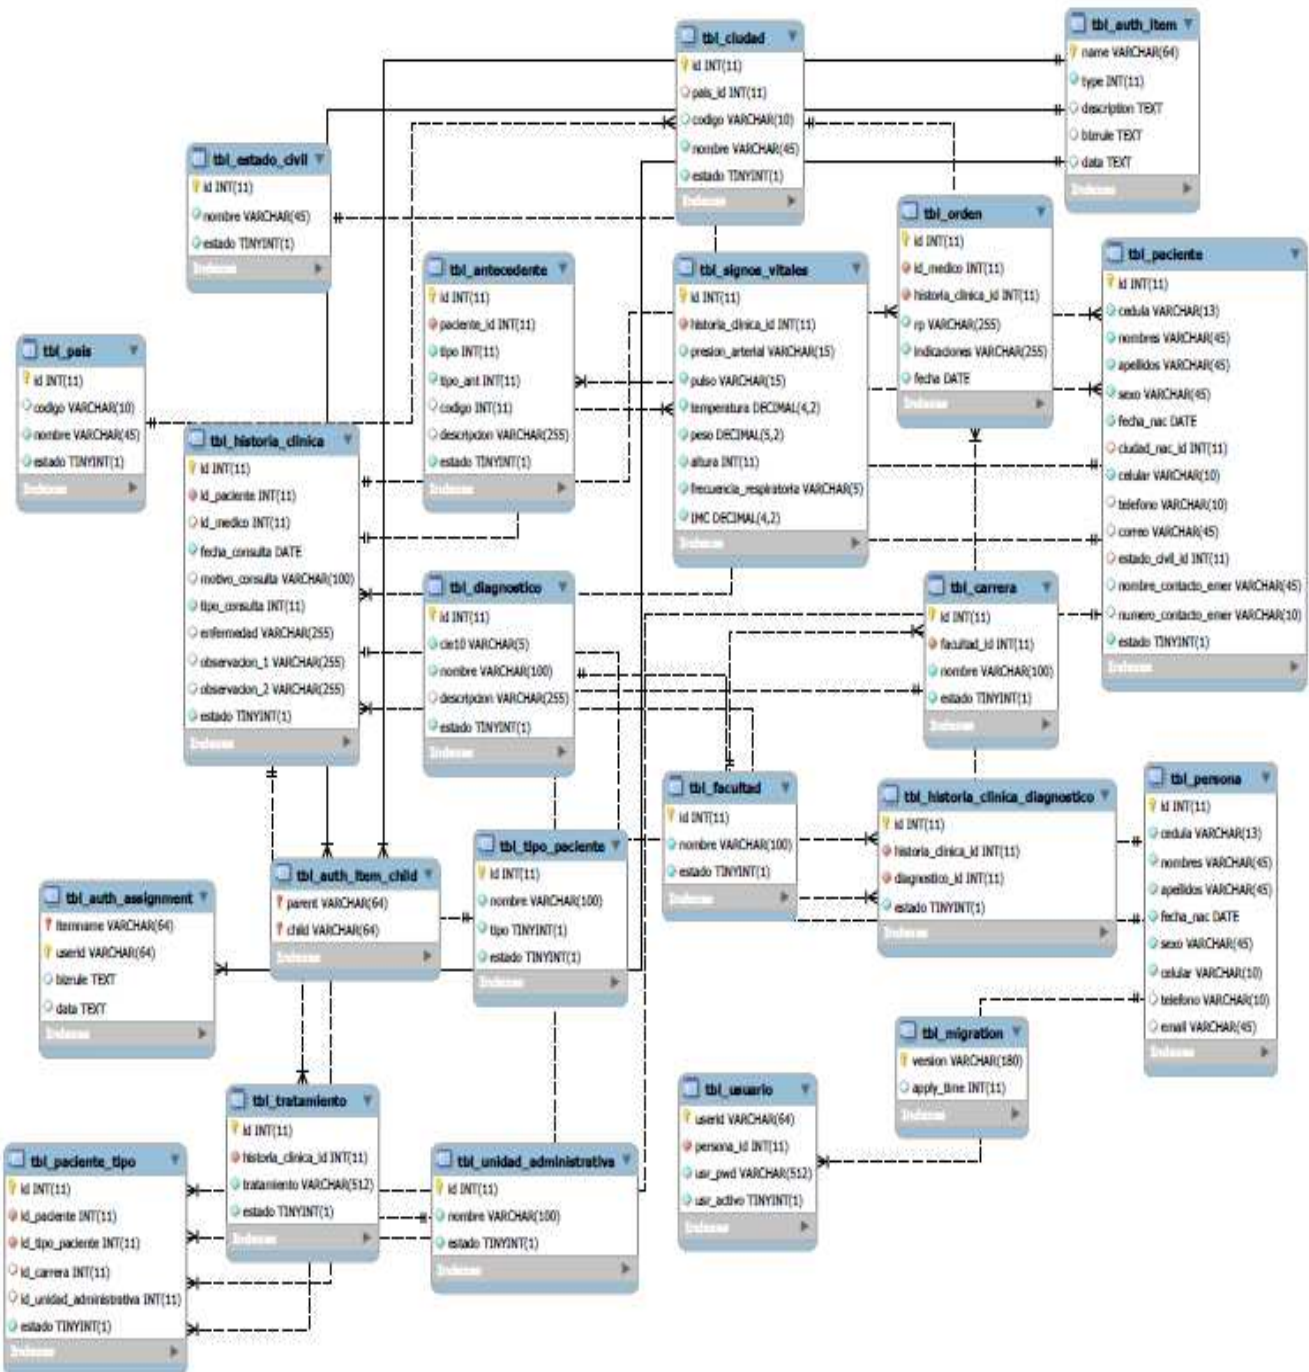 tbl_ciudad
id INT(11)
pais_id INT(11)
codigo VARCHAR(10)
nombre VARCHAR(45)
estado TINYINT(1)
Indexes
tbl_auth_item
name VARCHAR(64)
type INT(11)
description TEXT
bizrule TEXT
data TEXT
Indexes
tbl_estado_civil
id INT(11)
nombre VARCHAR(45)
estado TINYINT(1)
Indexes
tbl_orden
id INT(11)
id_medico INT(11)
historia_clinica_id INT(11)
rp VARCHAR(255)
indicaciones VARCHAR(255)
fecha DATE
Indexes
tbl_paciente
id INT(11)
cedula VARCHAR(13)
nombres VARCHAR(45)
apellidos VARCHAR(45)
sexo VARCHAR(45)
fecha_nac DATE
ciudad_nac_id INT(11)
celular VARCHAR(10)
telefono VARCHAR(10)
correo VARCHAR(45)
estado_civil_id INT(11)
nombre_contacto_emer VARCHAR(45)
numero_contacto_emer VARCHAR(10)
estado TINYINT(1)
Indexes
tbl_antecedente
id INT(11)
paciente_id INT(11)
tipo INT(11)
tipo_ant INT(11)
codigo INT(11)
descripcion VARCHAR(255)
estado TINYINT(1)
Indexes
tbl_signos_vitales
id INT(11)
historia_clinica_id INT(11)
presion_arterial VARCHAR(15)
pulso VARCHAR(15)
temperatura DECIMAL(4,2)
peso DECIMAL(5,2)
altura INT(11)
frecuencia_respiratoria VARCHAR(5)
IMC DECIMAL(4,2)
Indexes
tbl_pais
id INT(11)
codigo VARCHAR(10)
nombre VARCHAR(45)
estado TINYINT(1)
Indexes
tbl_historia_clinica
id INT(11)
id_paciente INT(11)
id_medico INT(11)
fecha_consulta DATE
motivo_consulta VARCHAR(100)
tipo_consulta INT(11)
enfermedad VARCHAR(255)
observacion_1 VARCHAR(255)
observacion_2 VARCHAR(255)
estado TINYINT(1)
Indexes
tbl_diagnostico
id INT(11)
cie10 VARCHAR(5)
nombre VARCHAR(100)
descripcion VARCHAR(255)
estado TINYINT(1)
Indexes
tbl_carrera
id INT(11)
facultad_id INT(11)
nombre VARCHAR(100)
estado TINYINT(1)
Indexes
tbl_facultad
id INT(11)
nombre VARCHAR(100)
estado TINYINT(1)
Indexes
tbl_historia_clinica_diagnostico
id INT(11)
historia_clinica_id INT(11)
diagnostico_id INT(11)
estado TINYINT(1)
Indexes
tbl_persona
id INT(11)
cedula VARCHAR(13)
nombres VARCHAR(45)
apellidos VARCHAR(45)
fecha_nac DATE
sexo VARCHAR(45)
celular VARCHAR(10)
telefono VARCHAR(10)
email VARCHAR(45)
Indexes
tbl_auth_assignment
itemname VARCHAR(64)
userid VARCHAR(64)
bizrule TEXT
data TEXT
Indexes
tbl_auth_item_child
parent VARCHAR(64)
child VARCHAR(64)
Indexes
tbl_tipo_paciente
id INT(11)
nombre VARCHAR(100)
tipo TINYINT(1)
estado TINYINT(1)
Indexes
tbl_migration
version VARCHAR(180)
apply_time INT(11)
Indexes
tbl_usuario
userid VARCHAR(64)
persona_id INT(11)
usr_pwd VARCHAR(512)
usr_activo TINYINT(1)
Indexes
tbl_tratamiento
id INT(11)
historia_clinica_id INT(11)
tratamiento VARCHAR(512)
estado TINYINT(1)
Indexes
tbl_paciente_tipo
id INT(11)
id_paciente INT(11)
id_tipo_paciente INT(11)
id_carrera INT(11)
id_unidad_administrativa INT(11)
estado TINYINT(1)
Indexes
tbl_unidad_administrativa
id INT(11)
nombre VARCHAR(100)
estado TINYINT(1)
Indexes